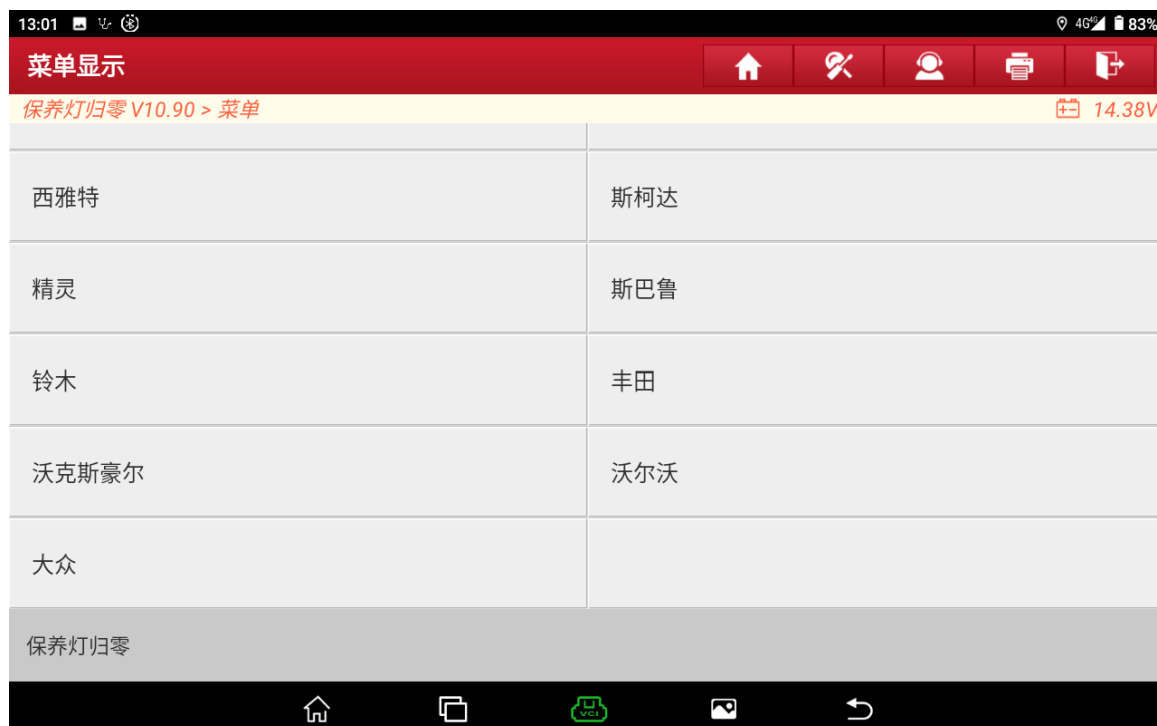 13:01 4G 4G 83%
菜单显示
保养灯归零 V10.90 > 菜单 14.38V
西雅特 斯柯达
精灵 斯巴鲁
铃木 丰田
沃克斯豪尔 沃尔沃
大众
保养灯归零
VCI